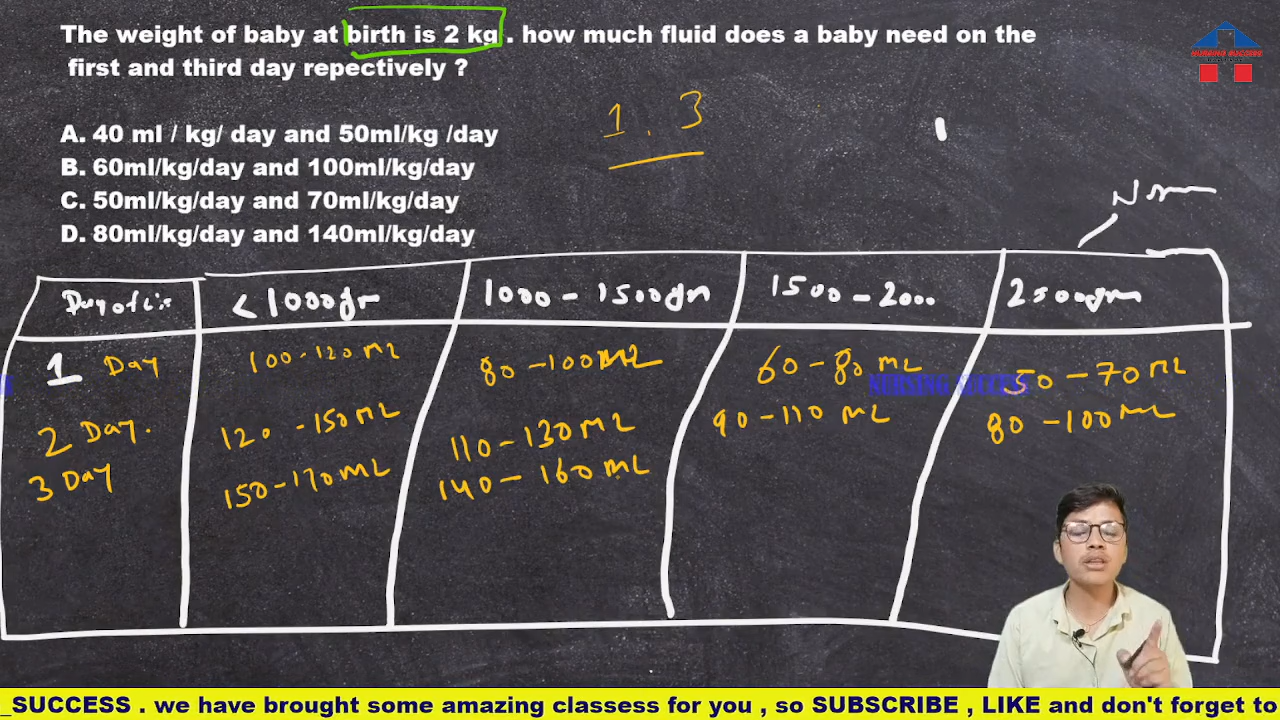 The weight of baby at birth is 2 kg . how much fluid does a baby need on the
first and third day repectively ?
NURSING SUCCESS
1. 3
A. 40 ml / kg/ day and 50ml/kg /day
B. 60ml/kg/day and 100ml/kg/day
C. 50ml/kg/day and 70ml/kg/day
D. 80ml/kg/day and 140ml/kg/day
< 1000gm 1000 - 1500gm 1500 - 2000 2500gm
1 Day 100-120 ML 80 -100ML 60 - 80 ML 50 - 70 ML
NURSING SUCCESS
2 Day. 120 - 150 ML 110 - 130 ML 90 - 110 ML 80 - 100 ML
3 Day 150 - 170 ML 140 - 160 ML
_SUCCESS . we have brought some amazing classess for you , so SUBSCRIBE , LIKE and don't forget to